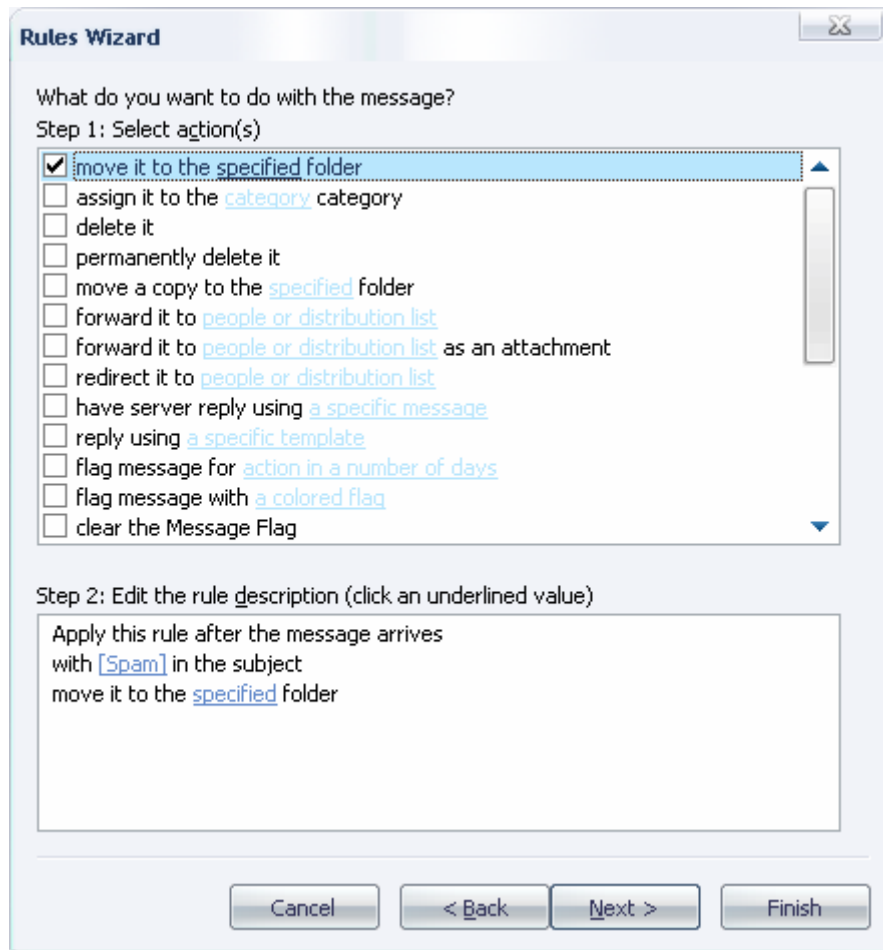 Rules Wizard
What do you want to do with the message?
Step 1: Select action(s)
move it to the specified folder
assign it to the category category
delete it
permanently delete it
move a copy to the specified folder
forward it to people or distribution list
forward it to people or distribution list as an attachment
redirect it to people or distribution list
have server reply using a specific message
reply using a specific template
flag message for action in a number of days
flag message with a colored flag
clear the Message Flag
Step 2: Edit the rule description (click an underlined value)
Apply this rule after the message arrives
with [Spam] in the subject
move it to the specified folder
Cancel < Back Next > Finish